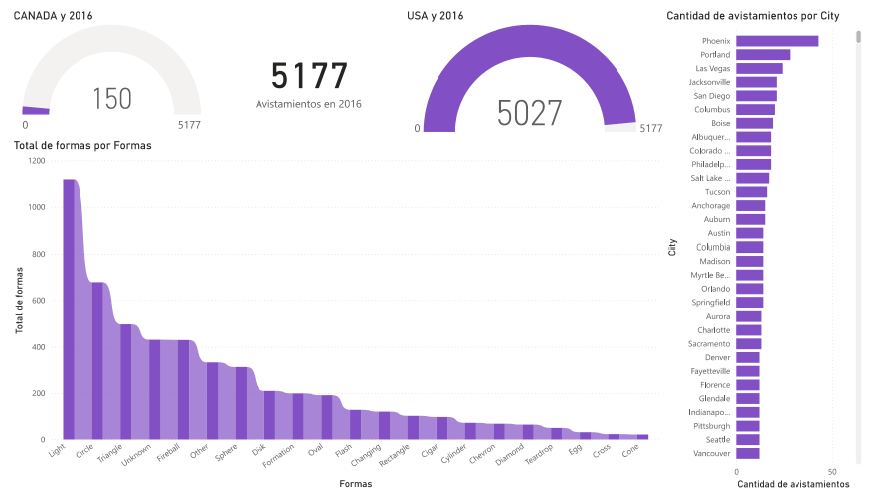 CANADA y 2016
150
0
5177
5177
Avistamientos en 2016
USA y 2016
5027
0
5177
Total de formas por Formas
1200
1000
800
600
400
200
0
Total de formas
Light
Circle
Triangle
Unknown
Fireball
Other
Sphere
Disk
Formation
Oval
Flash
Changing
Rectangle
Cigar
Cylinder
Chevron
Diamond
Teardrop
Egg
Cross
Cone
Formas
Cantidad de avistamientos por City
City
Phoenix
Portland
Las Vegas
Jacksonville
San Diego
Columbus
Boise
Albuquer...
Colorado ...
Philadelp...
Salt Lake ...
Tucson
Anchorage
Auburn
Austin
Columbia
Madison
Myrtle Be...
Orlando
Springfield
Aurora
Charlotte
Sacramento
Denver
Fayetteville
Florence
Glendale
Indianapo...
Pittsburgh
Seattle
Vancouver
0
50
Cantidad de avistamientos